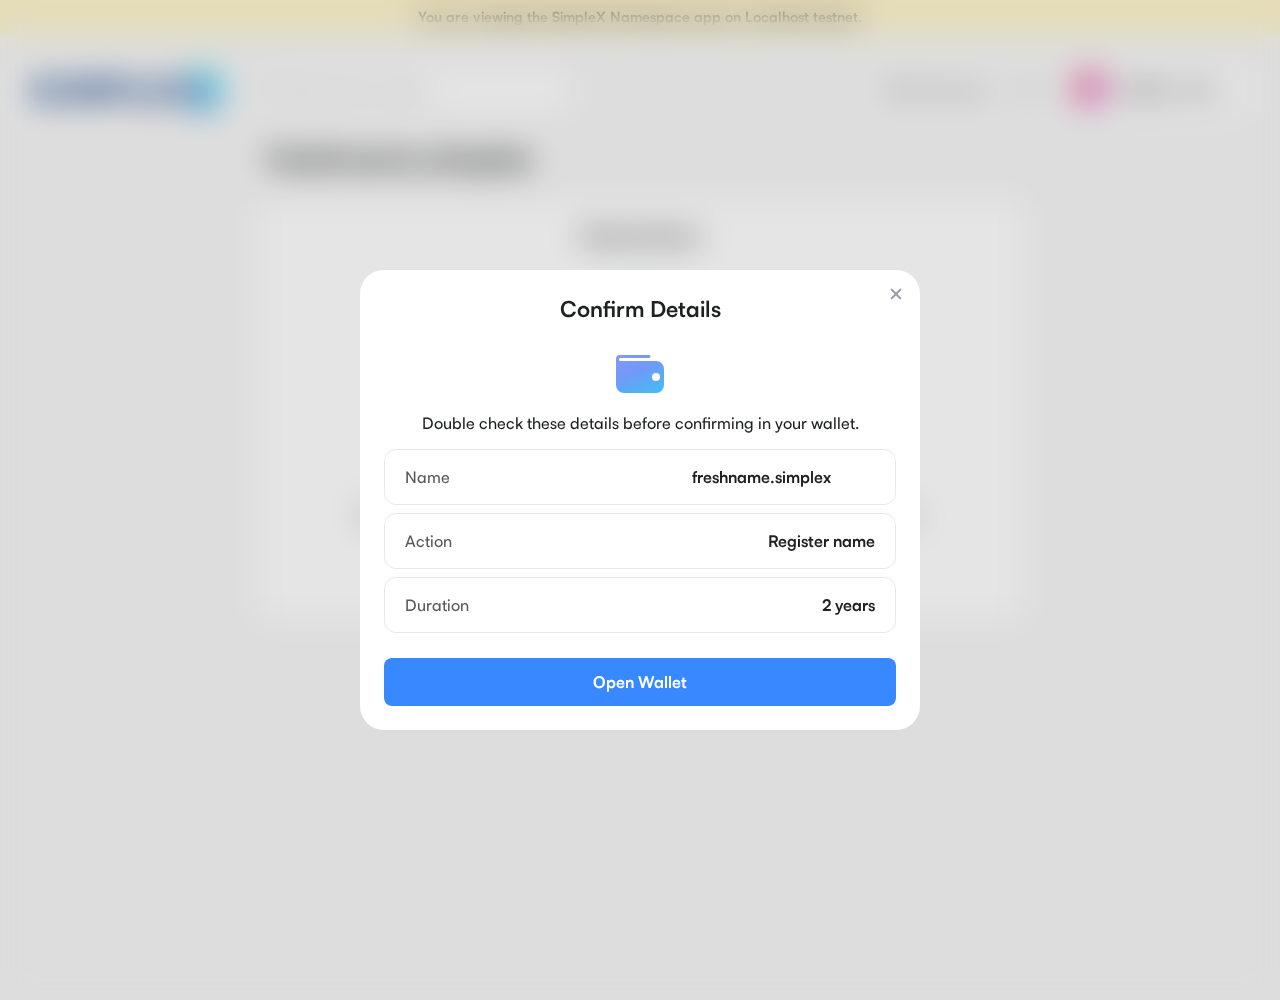 You are viewing the SimpleX Namespace app on Localhost testnet.
Confirm Details
Double check these details before confirming in your wallet.
Name freshname.simplex
Action Register name
Duration 2 years
Open Wallet